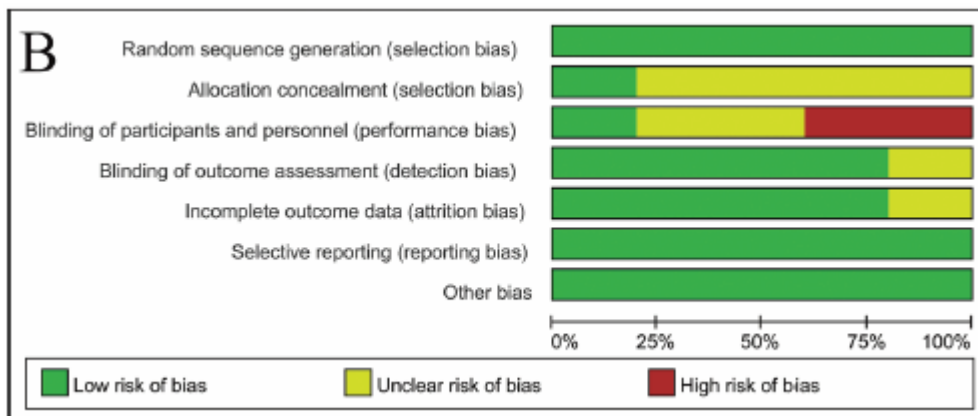 B
Random sequence generation (selection bias)
Allocation concealment (selection bias)
Blinding of participants and personnel (performance bias)
Blinding of outcome assessment (detection bias)
Incomplete outcome data (attrition bias)
Selective reporting (reporting bias)
Other bias
0% 25% 50% 75% 100%
Low risk of bias Unclear risk of bias High risk of bias